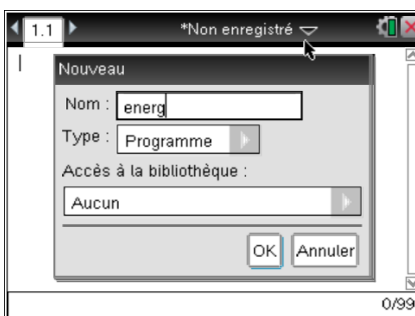 1.1 *Non enregistré
Nouveau
Nom : energ
Type : Programme
Accès à la bibliothèque :
Aucun
OK Annuler
0/99